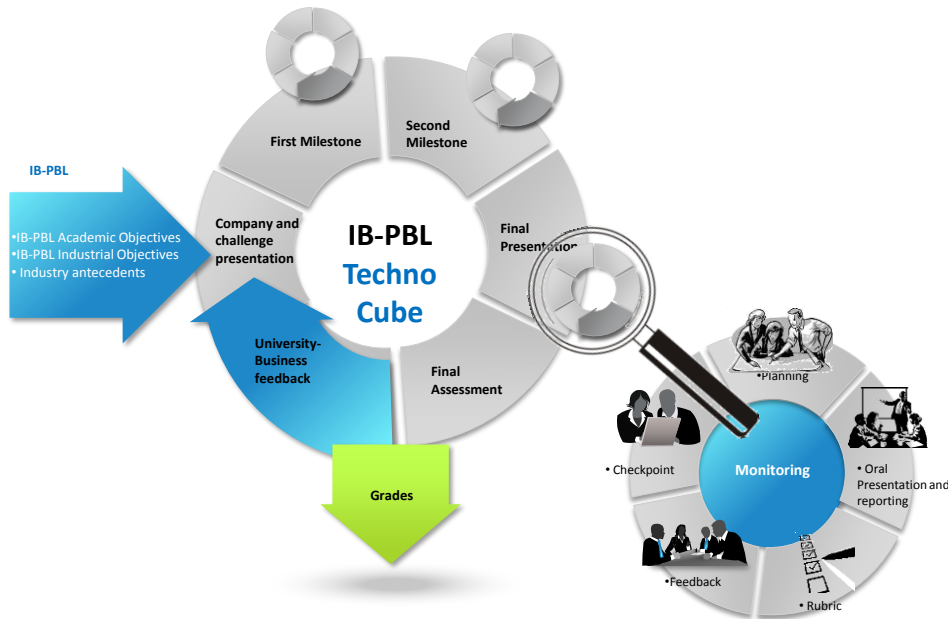 First Milestone
Second
Milestone
IB-PBL
•IB-PBL Academic Objectives
•IB-PBL Industrial Objectives
• Industry antecedents
Company and
challenge
presentation
IB-PBL
Techno
Cube
Final
Presentation
University-
Business
feedback
Final
Assessment
Grades
•Planning
• Checkpoint
Monitoring
• Oral
Presentation and
reporting
•Feedback
• Rubric